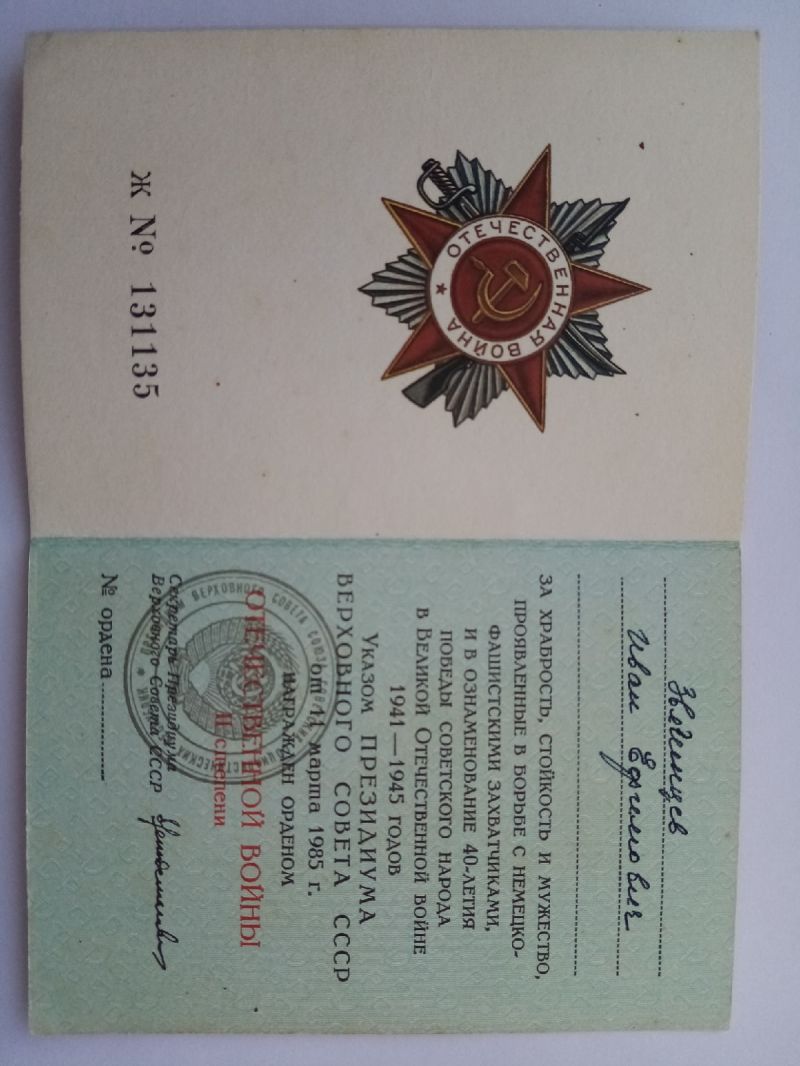 ОТЕЧЕСТВЕННАЯ ВОЙНА
Ж № 131135
Иван Ефимович
ЗА ХРАБРОСТЬ, СТОЙКОСТЬ И МУЖЕСТВО,
ПРОЯВЛЕННЫЕ В БОРЬБЕ С НЕМЕЦКО-
ФАШИСТСКИМИ ЗАХВАТЧИКАМИ,
И В ОЗНАМЕНОВАНИЕ 40-ЛЕТИЯ
ПОБЕДЫ СОВЕТСКОГО НАРОДА
В ВЕЛИКОЙ ОТЕЧЕСТВЕННОЙ ВОЙНЕ
1941—1945 ГОДОВ
УКАЗОМ ПРЕЗИДИУМА
ВЕРХОВНОГО СОВЕТА СССР
от 11 марта 1985 г.
НАГРАЖДЕН ОРДЕНОМ
ОТЕЧЕСТВЕННОЙ ВОЙНЫ
II степени
Секретарь Президиума
Верховного Совета СССР
№ ордена